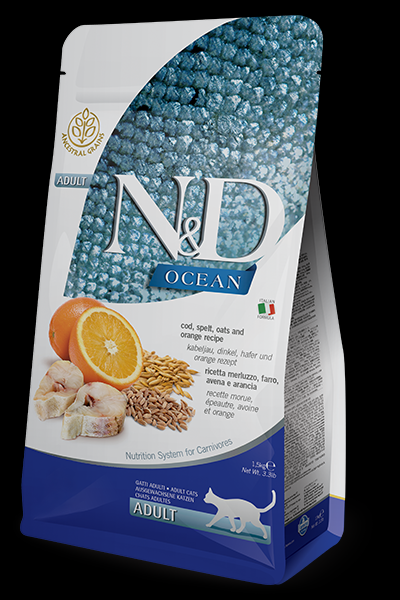 ANCESTRAL GRAINS
ADULT
N&D
OCEAN
ITALIAN
FORMULA
cod, spelt, oats and
orange recipe
kabeljau, dinkel, hafer und
orange rezept
ricetta merluzzo, farro,
avena e arancia
recette morue,
épeautre, avoine
et orange
Nutrition System for Carnivores
1.5kg℮
Net Wt. 3.3lb
GATTI ADULTI • ADULT CATS
AUSGEWACHSENE KATZEN
CHATS ADULTES
ADULT